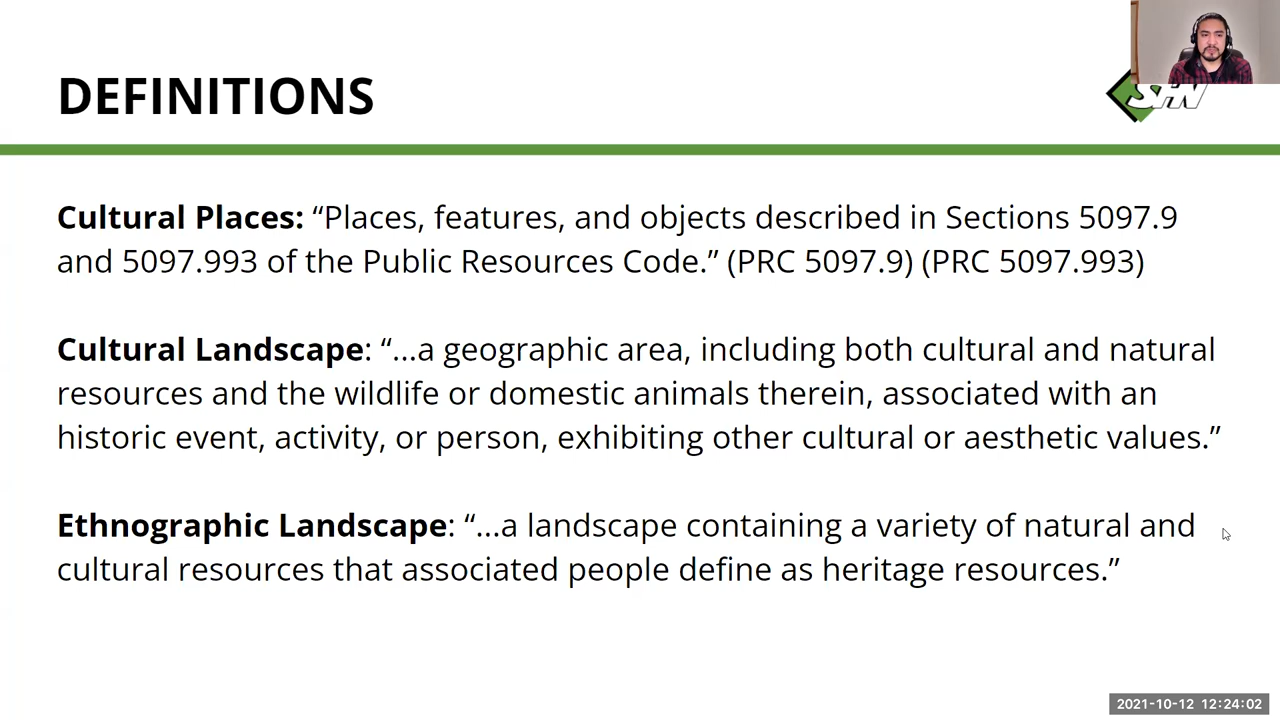 DEFINITIONS
SHN
Cultural Places: “Places, features, and objects described in Sections 5097.9
and 5097.993 of the Public Resources Code.” (PRC 5097.9) (PRC 5097.993)
Cultural Landscape: “...a geographic area, including both cultural and natural
resources and the wildlife or domestic animals therein, associated with an
historic event, activity, or person, exhibiting other cultural or aesthetic values.”
Ethnographic Landscape: “...a landscape containing a variety of natural and
cultural resources that associated people define as heritage resources.”
2021-10-12 12:24:02